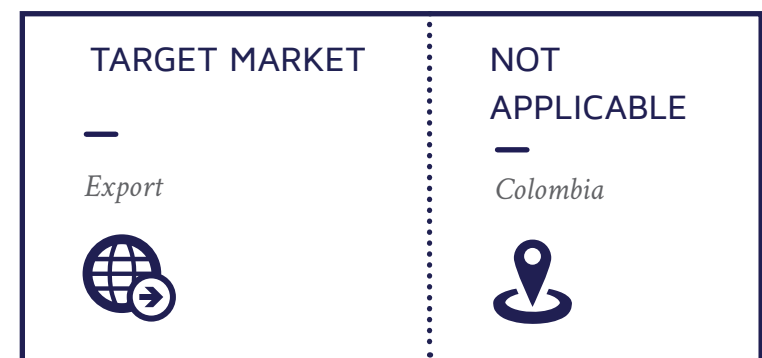 TARGET MARKET
Export
NOT
APPLICABLE
Colombia